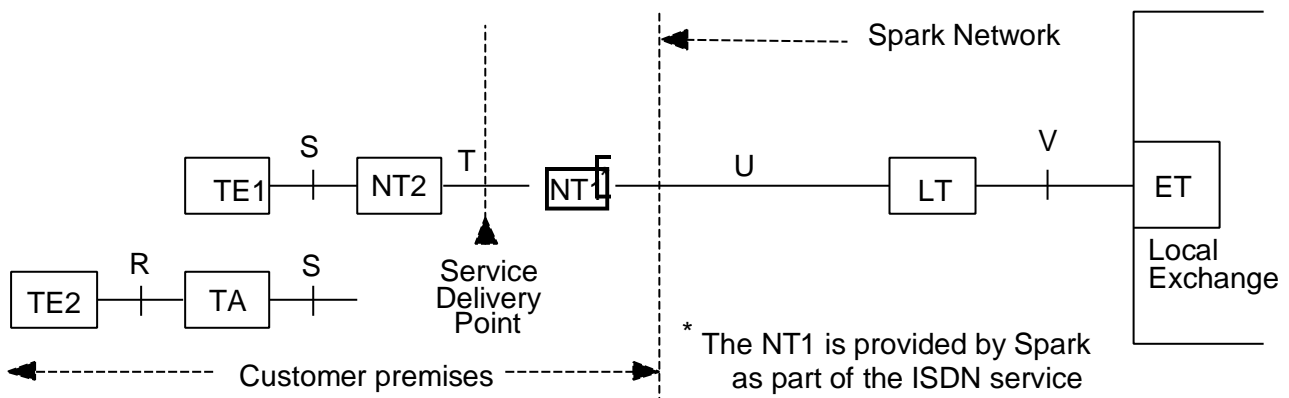 Spark Network
S
T
U
V
TE1
NT2
NT1
LT
ET
R
S
Service
Delivery
Point
Local
Exchange
TE2
TA
* The NT1 is provided by Spark
as part of the ISDN service
Customer premises